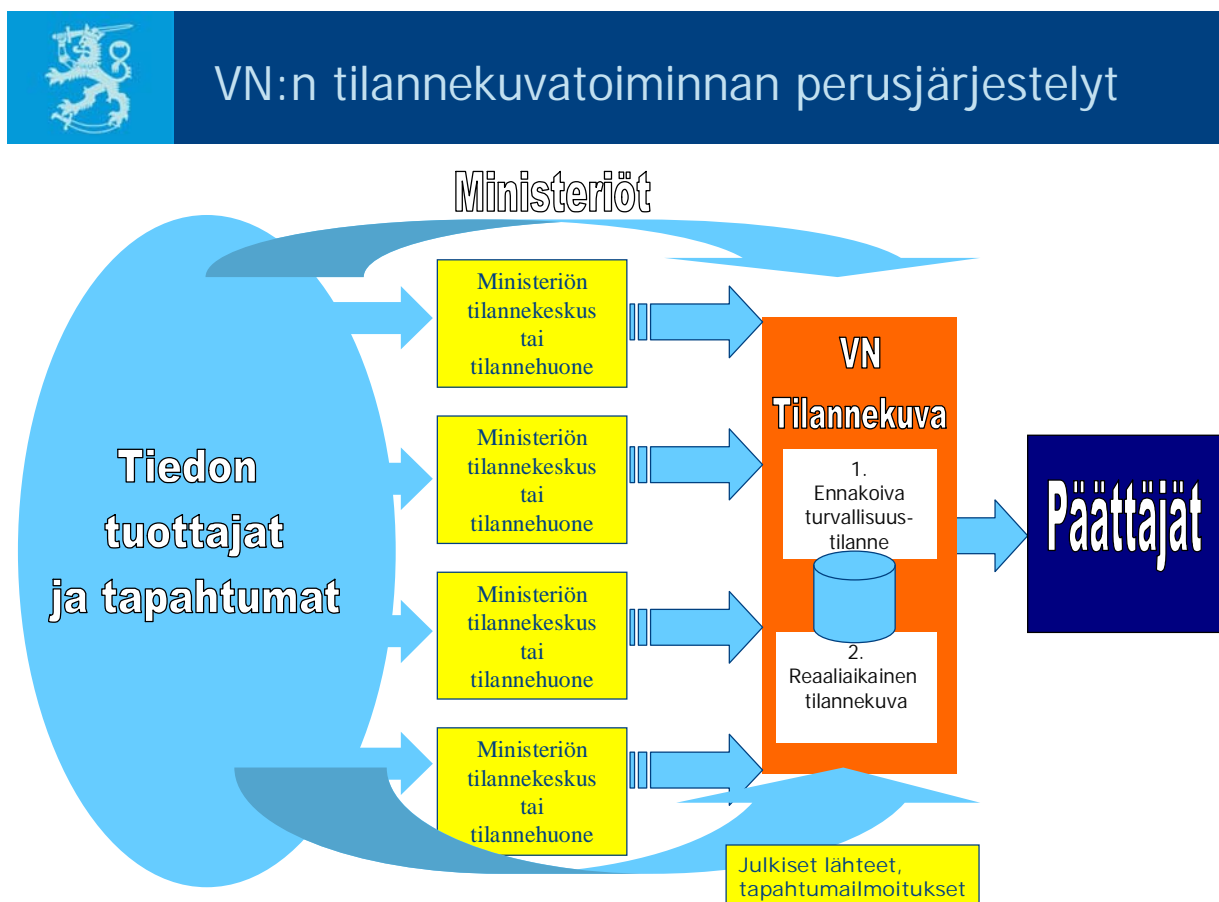 VN:n tilannekuvatoiminnan perusjärjestelyt
Ministeriöt
Tiedon
tuottajat
ja tapahtumat
Ministeriön
tilannekeskus
tai
tilannehuone
Ministeriön
tilannekeskus
tai
tilannehuone
Ministeriön
tilannekeskus
tai
tilannehuone
Ministeriön
tilannekeskus
tai
tilannehuone
VN
Tilannekuva
1.
Ennakoiva
turvallisuus-
tilanne
2.
Reaaliaikainen
tilannekuva
Päättäjät
Julkiset lähteet,
tapahtumailmoitukset